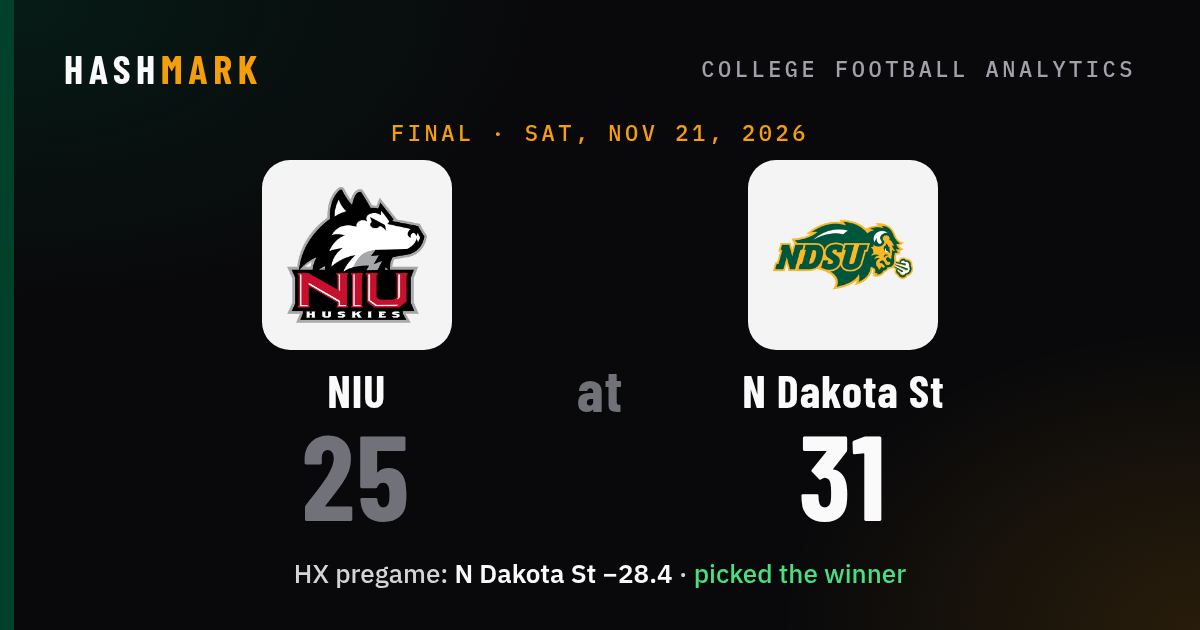 HASHMARK
COLLEGE FOOTBALL ANALYTICS
FINAL · SAT, NOV 21, 2026
NIU
HUSKIES
NDSU
NIU
at
N Dakota St
25
31
HX pregame: N Dakota St −28.4 · picked the winner